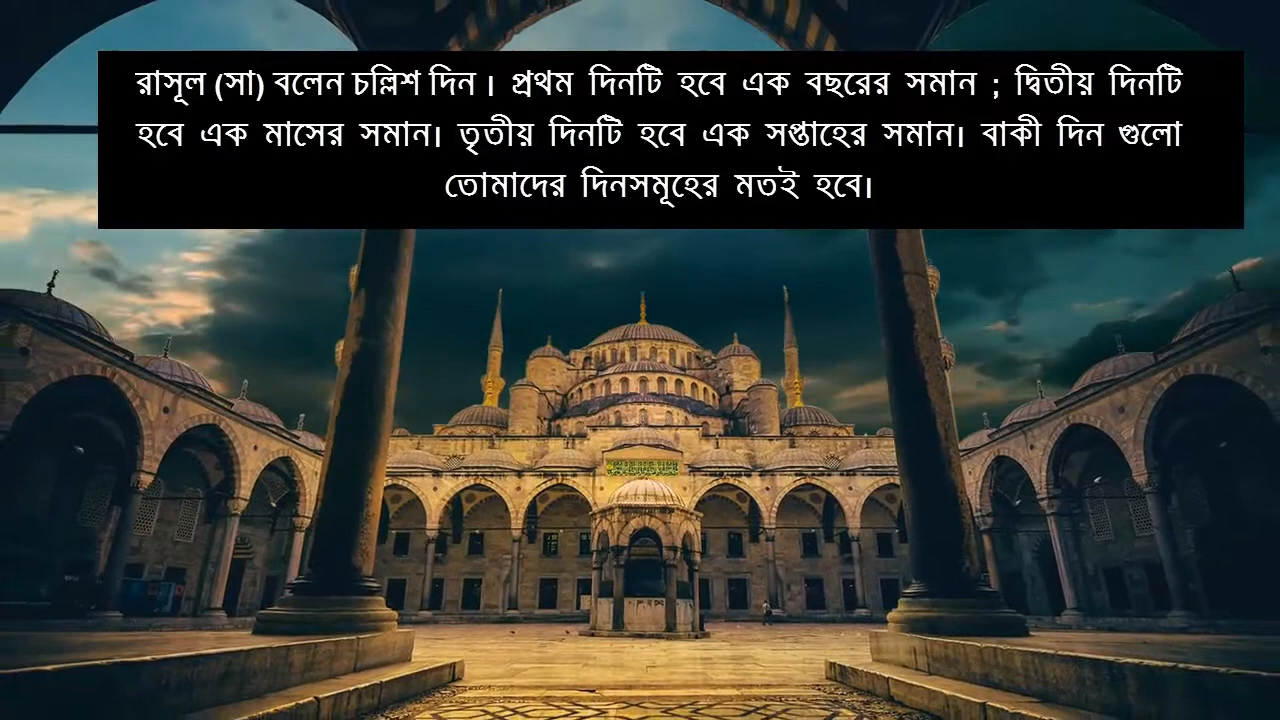 রাসূল (সা) বলেন চল্লিশ দিন । প্রথম দিনটি হবে এক বছরের সমান ; দ্বিতীয় দিনটি
হবে এক মাসের সমান। তৃতীয় দিনটি হবে এক সপ্তাহের সমান। বাকী দিন গুলো
তোমাদের দিনসমূহের মতই হবে।